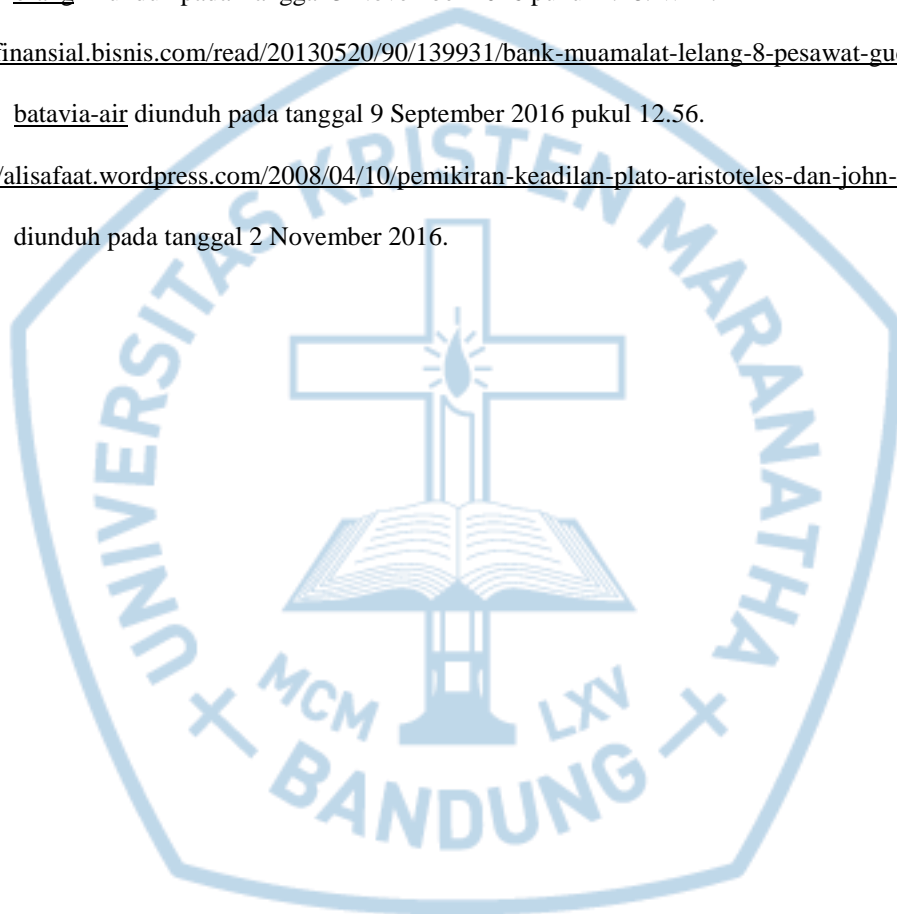 finansial.bisnis.com/read/20130520/90/139931/bank-muamalat-lelang-8-pesawat-gu
batavia-air diunduh pada tanggal 9 September 2016 pukul 12.56.
/alisafaat.wordpress.com/2008/04/10/pemikiran-keadilan-plato-aristoteles-dan-john-
diunduh pada tanggal 2 November 2016.
UNIVERSITAS KRISTEN MARANATHA
MCM LXV
BANDUNG